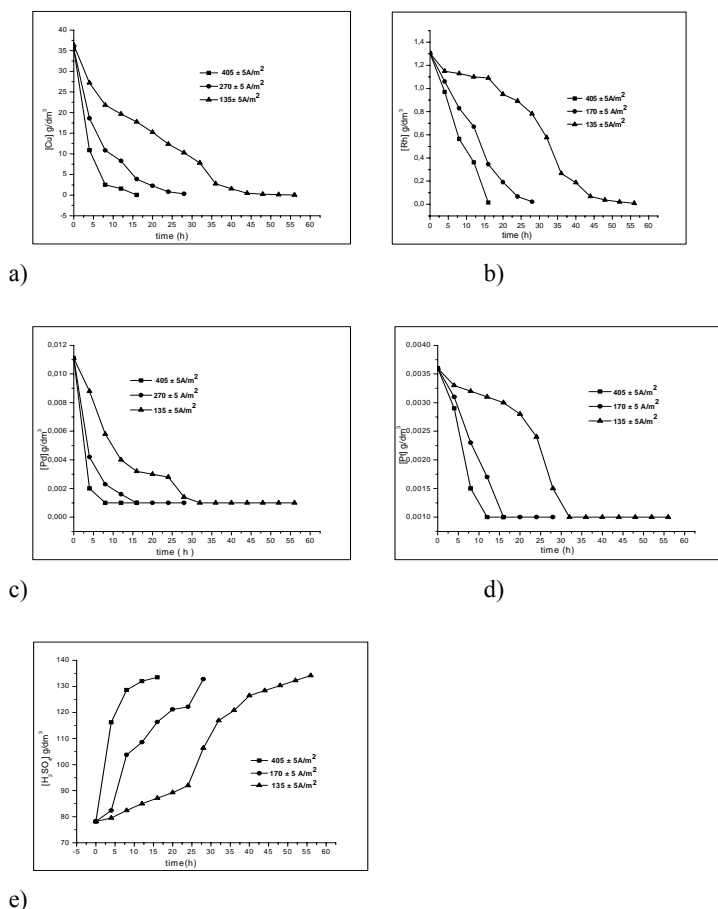 [Cu] g/dm³
40
35
30
25
20
15
10
5
0
-5
405 ± 5A/m²
270 ± 5 A/m²
135± 5A/m²
0 5 10 15 20 25 30 35 40 45 50 55 60
time (h)
[Rh] g/dm³
1,4
1,2
1,0
0,8
0,6
0,4
0,2
0,0
405 ± 5A/m²
170 ± 5 A/m²
135 ± 5A/m²
0 5 10 15 20 25 30 35 40 45 50 55 60
time (h)
a)
b)
[Pd] g/dm³
0,012
0,010
0,008
0,006
0,004
0,002
0,000
405 ± 5A/m²
270 ± 5 A/m²
135 ± 5A/m²
0 5 10 15 20 25 30 35 40 45 50 55 60
time ( h )
[Pt] g/dm³
0,0040
0,0035
0,0030
0,0025
0,0020
0,0015
0,0010
405 ± 5A/m²
170 ± 5 A/m²
135 ± 5A/m²
0 5 10 15 20 25 30 35 40 45 50 55 60
time (h)
c)
d)
[H₂SO₄] g/dm³
140
130
120
110
100
90
80
70
405 ± 5A/m²
170 ± 5 A/m²
135 ± 5A/m²
-5 0 5 10 15 20 25 30 35 40 45 50 55 60
time(h)
e)